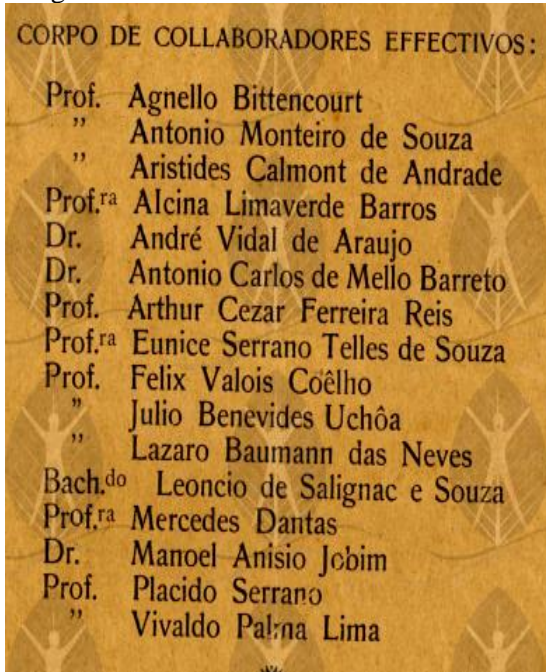 CORPO DE COLLABORADORES EFFECTIVOS:
Prof. Agnello Bittencourt
” Antonio Monteiro de Souza
” Aristides Calmont de Andrade
Prof.ra Alcina Limaverde Barros
Dr. André Vidal de Araujo
Dr. Antonio Carlos de Mello Barreto
Prof. Arthur Cezar Ferreira Reis
Prof.ra Eunice Serrano Telles de Souza
Prof. Felix Valois Coêlho
” Julio Benevides Uchôa
” Lazaro Baumann das Neves
Bach.do Leoncio de Salignac e Souza
Prof.ra Mercedes Dantas
Dr. Manoel Anisio Jobim
Prof. Placido Serrano
” Vivaldo Palma Lima